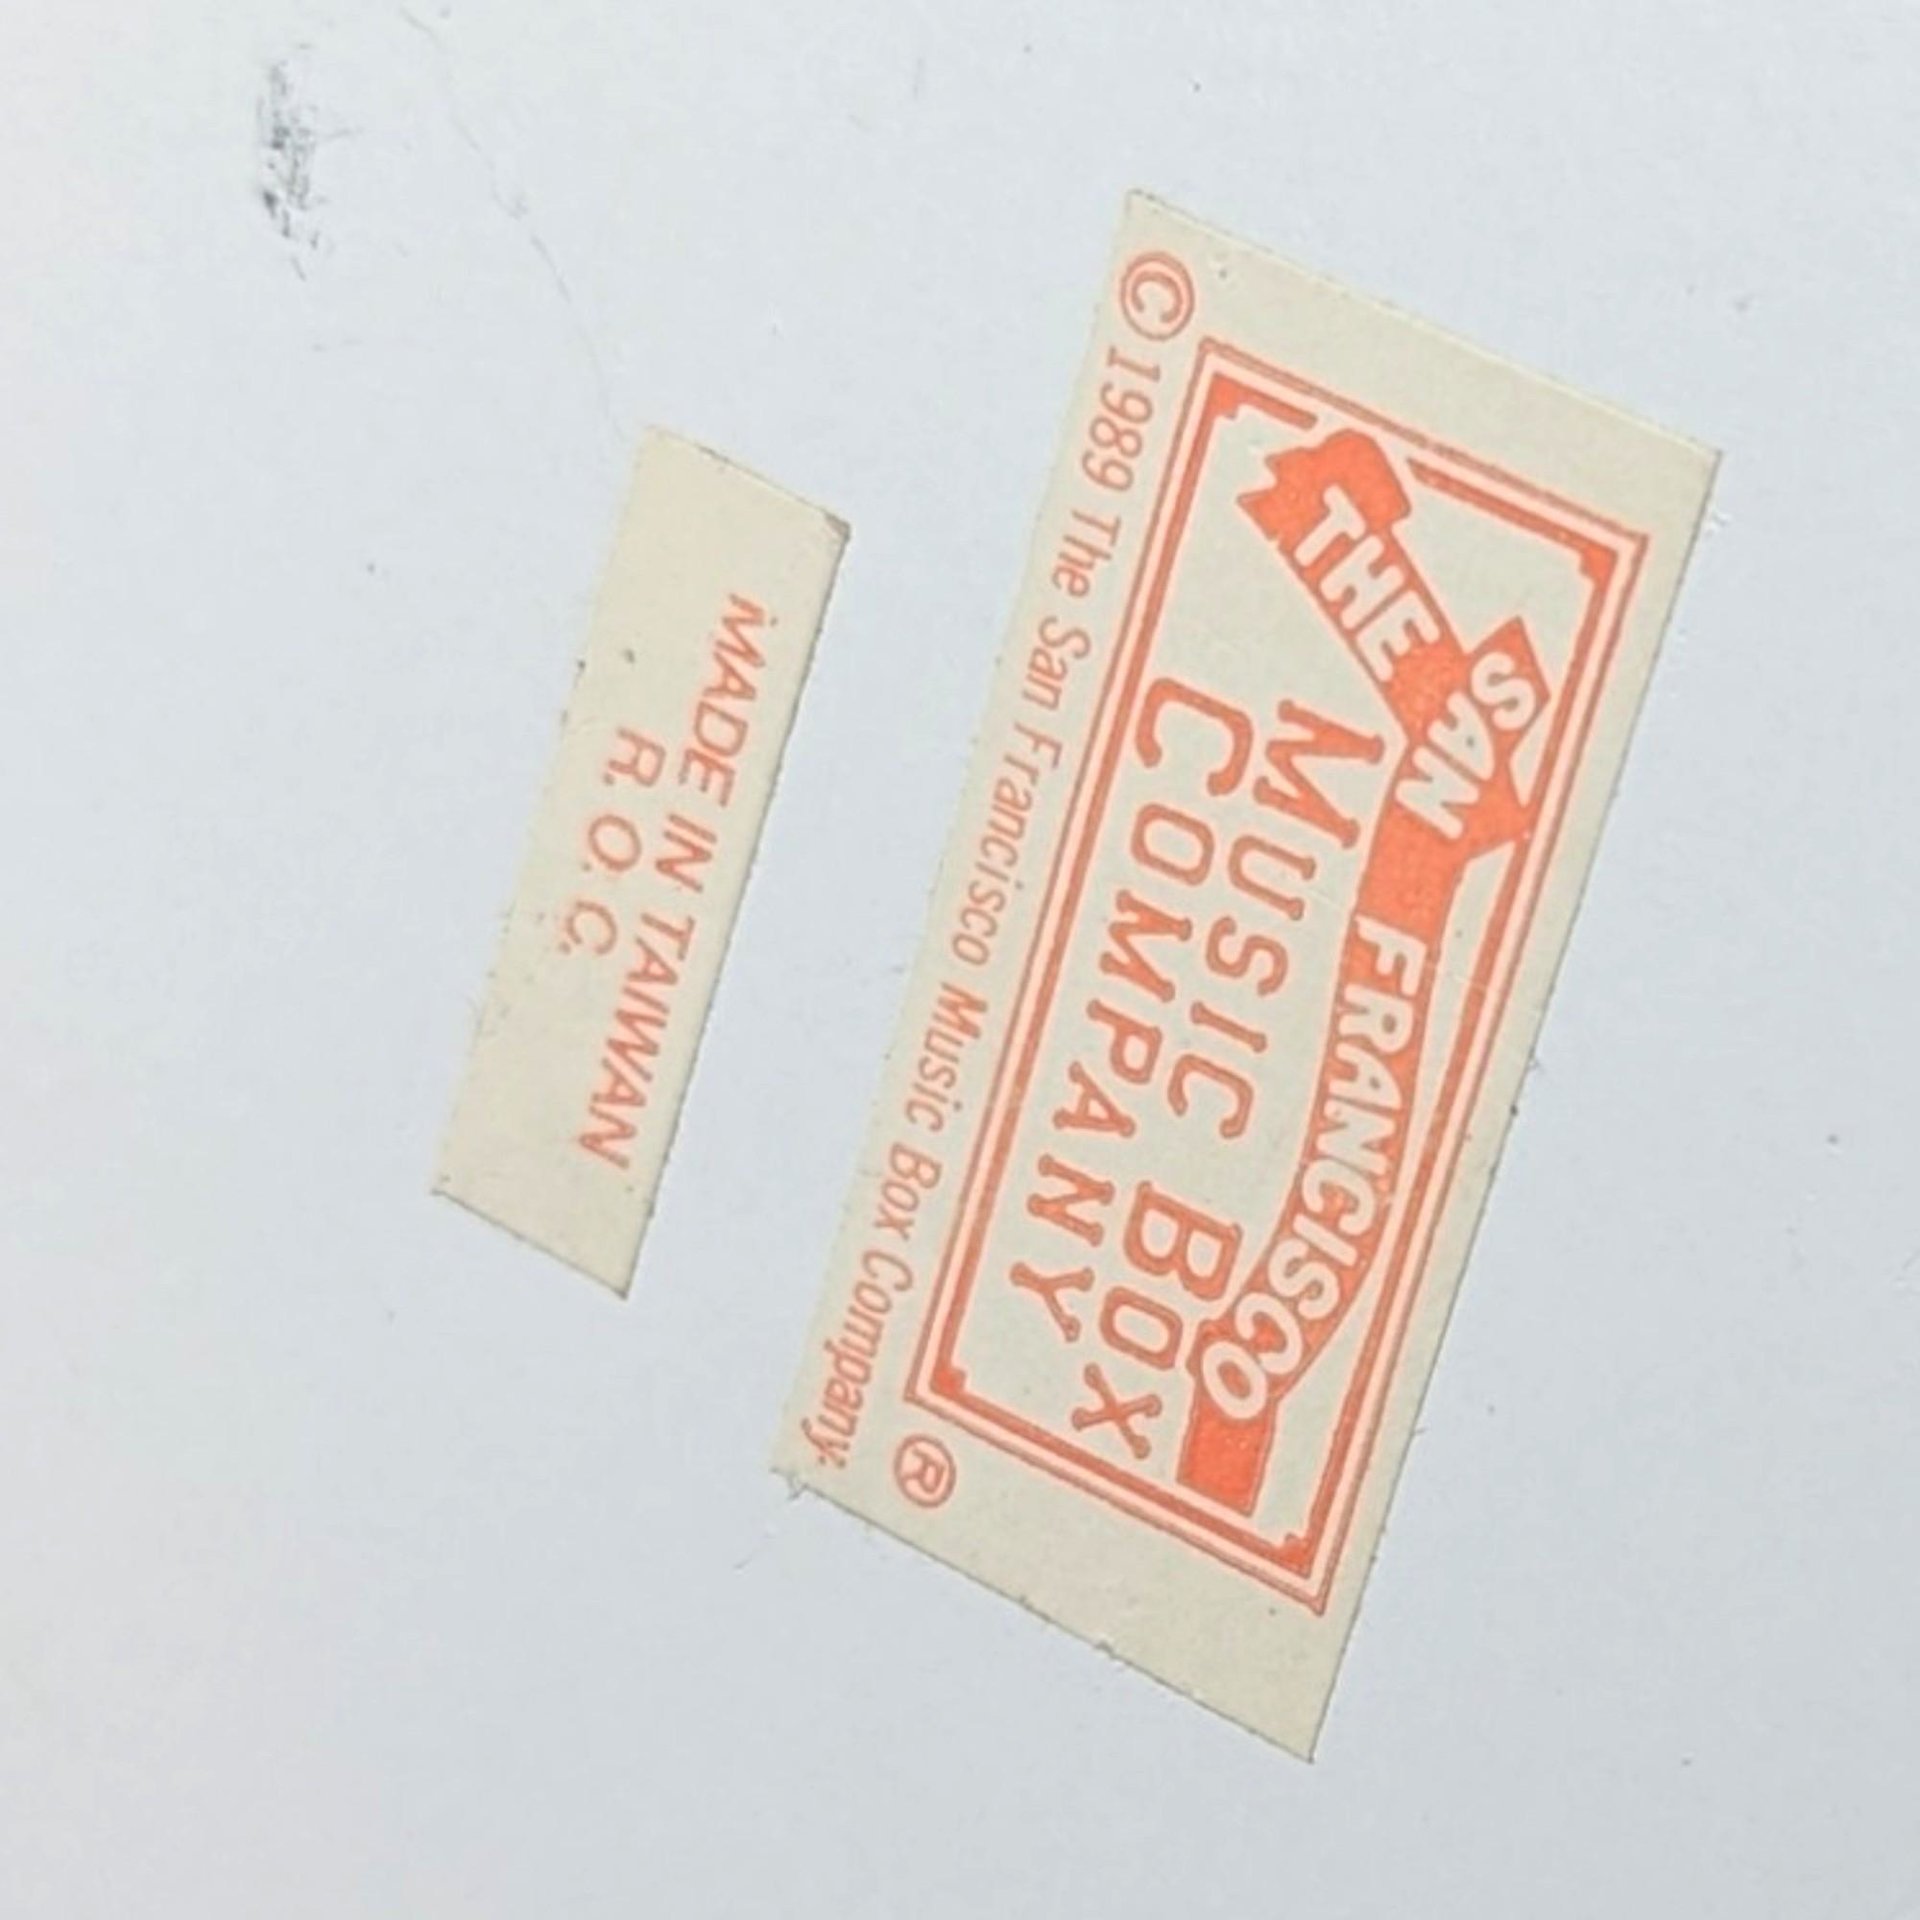 THE SAN FRANCISCO
MUSIC BOX
COMPANY
®
© 1989 The San Francisco Music Box Company.
MADE IN TAIWAN
R.O.C.